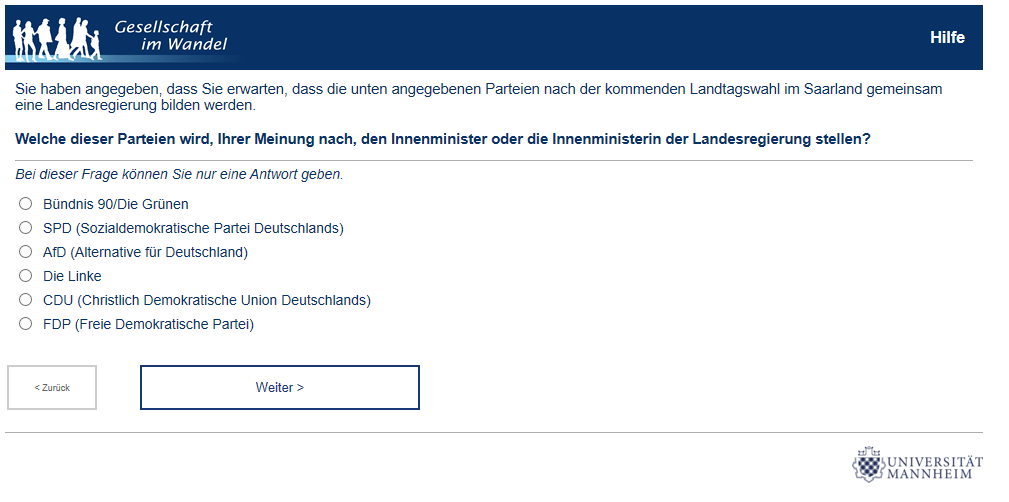 Gesellschaft
im Wandel
Hilfe
Sie haben angegeben, dass Sie erwarten, dass die unten angegebenen Parteien nach der kommenden Landtagswahl im Saarland gemeinsam
eine Landesregierung bilden werden.
Welche dieser Parteien wird, Ihrer Meinung nach, den Innenminister oder die Innenministerin der Landesregierung stellen?
Bei dieser Frage können Sie nur eine Antwort geben.
Bündnis 90/Die Grünen
SPD (Sozialdemokratische Partei Deutschlands)
AfD (Alternative für Deutschland)
Die Linke
CDU (Christlich Demokratische Union Deutschlands)
FDP (Freie Demokratische Partei)
< Zurück
Weiter >
UNIVERSITÄT
MANNHEIM